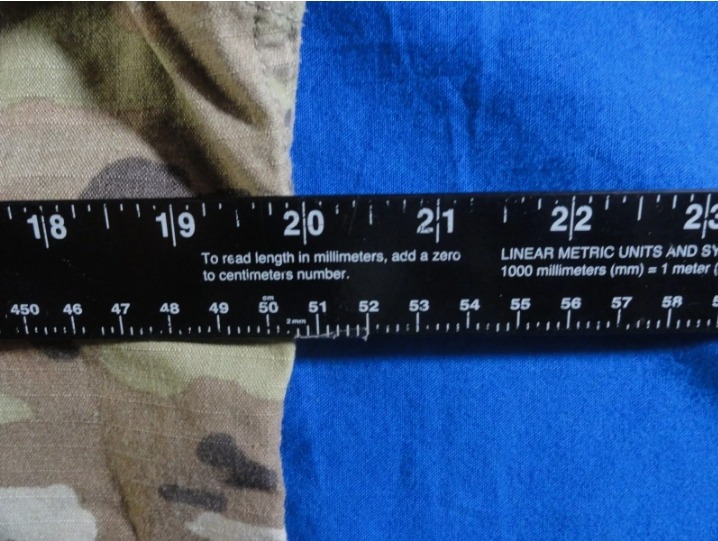 18 19 20 21 22 23
To read length in millimeters, add a zero
to centimeters number.
LINEAR METRIC UNITS AND SY
1000 millimeters (mm) = 1 meter (
cm
450 46 47 48 49 50 51 52 53 54 55 56 57 58
2 mm